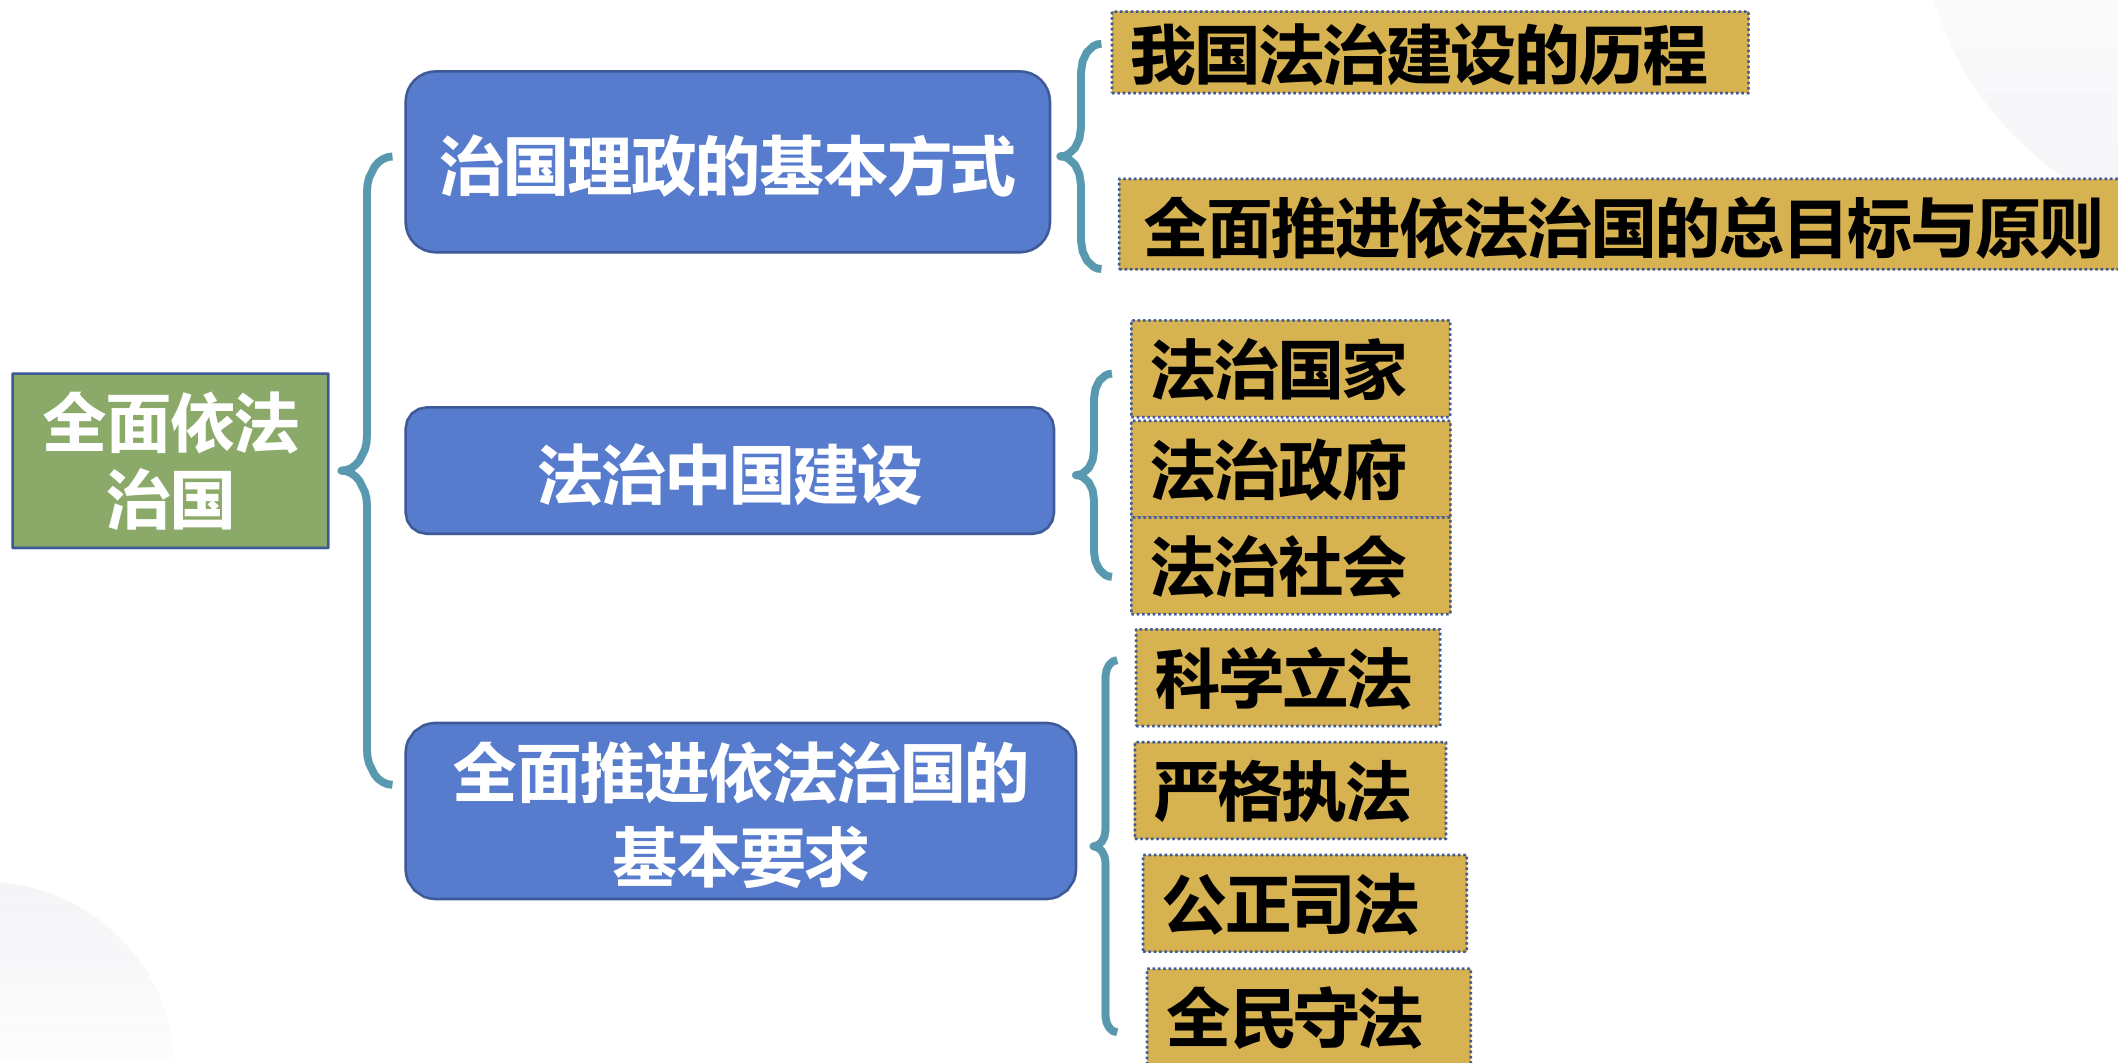 我国法治建设的历程
治国理政的基本方式
全面推进依法治国的总目标与原则
法治国家
全面依法
治国
法治中国建设
法治政府
法治社会
科学立法
全面推进依法治国的
基本要求
严格执法
公正司法
全民守法